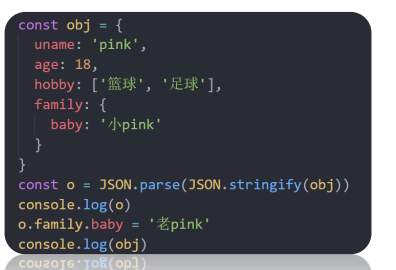 const obj = {
  uname: 'pink',
  age: 18,
  hobby: ['篮球', '足球'],
  family: {
    baby: '小pink'
  }
}
const o = JSON.parse(JSON.stringify(obj))
console.log(o)
o.family.baby = '老pink'
console.log(obj)